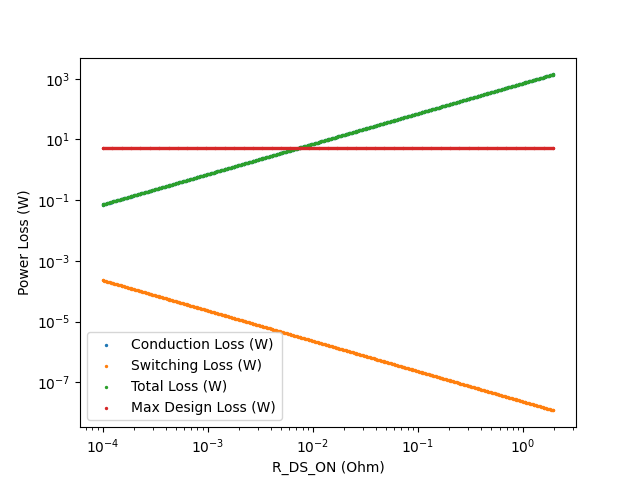 10³
10¹
10⁻¹
10⁻³
10⁻⁵
10⁻⁷
Power Loss (W)
Conduction Loss (W)
Switching Loss (W)
Total Loss (W)
Max Design Loss (W)
10⁻⁴ 10⁻³ 10⁻² 10⁻¹ 10⁰
R_DS_ON (Ohm)